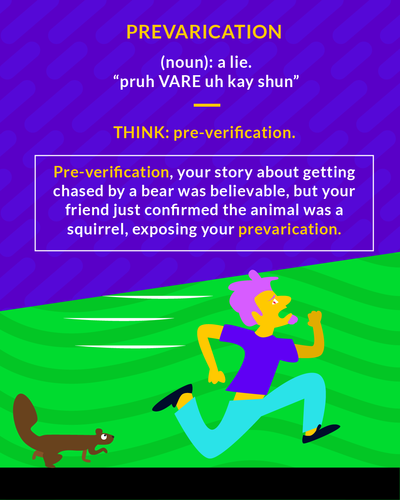 PREVARICATION
(noun): a lie.
“pruh VARE uh kay shun”
THINK: pre-verification.
Pre-verification, your story about getting
chased by a bear was believable, but your
friend just confirmed the animal was a
squirrel, exposing your prevarication.